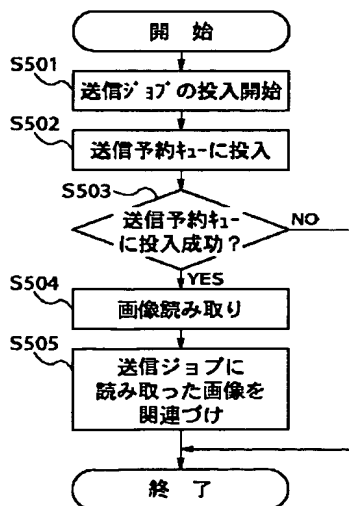 開 始
S501
送信ｼﾞｮﾌﾞの投入開始
S502
送信予約ｷｭｰに投入
S503
送信予約ｷｭｰ
に投入成功？
NO
YES
S504
画像読み取り
S505
送信ジョブに
読み取った画像を
関連づけ
終 了